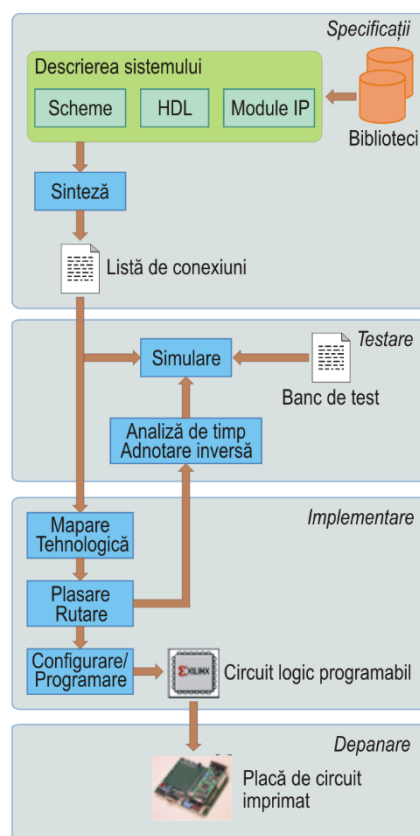 Specificații
Descrierea sistemului
Scheme
HDL
Module IP
Biblioteci
Sinteză
Listă de conexiuni
Testare
Simulare
Banc de test
Analiză de timp
Adnotare inversă
Implementare
Mapare
Tehnologică
Plasare
Rutare
Configurare/
Programare
XILINX
Circuit logic programabil
Depanare
Placă de circuit
imprimat